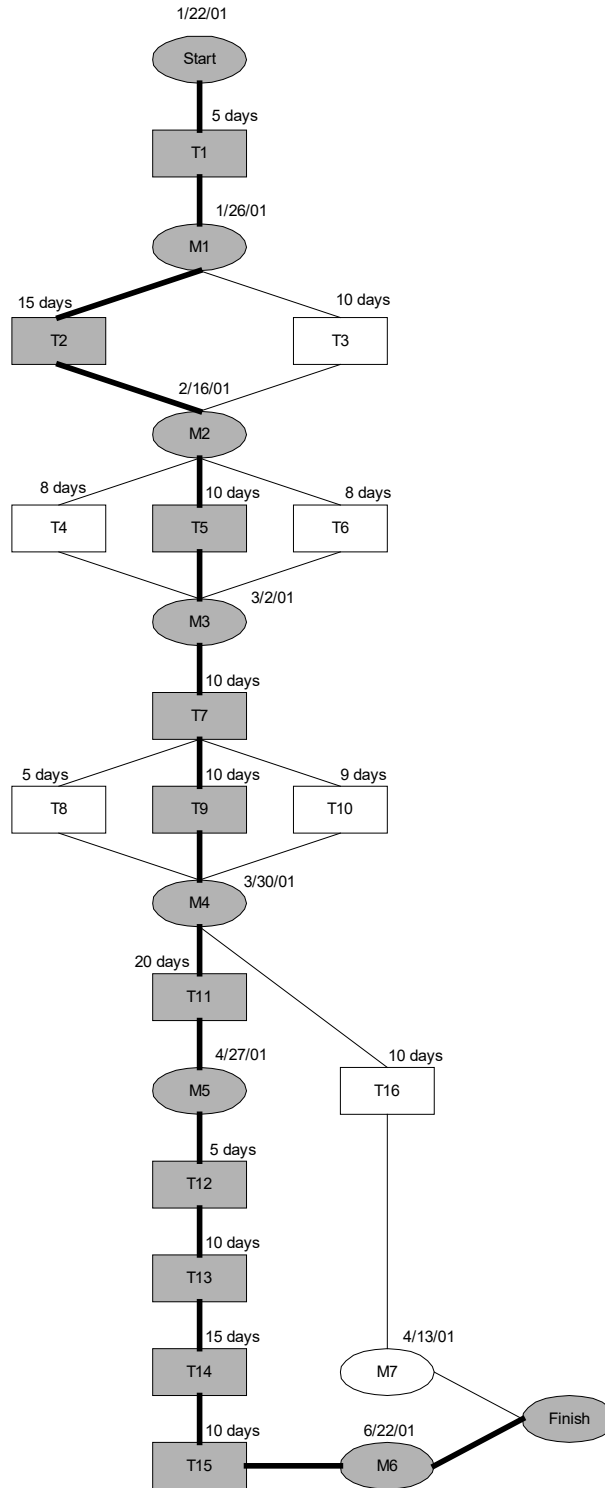 1/22/01
Start
5 days
T1
1/26/01
M1
15 days
10 days
T2
T3
2/16/01
M2
8 days
10 days
8 days
T4
T5
T6
3/2/01
M3
10 days
T7
5 days
10 days
9 days
T8
T9
T10
3/30/01
M4
20 days
T11
4/27/01
10 days
M5
T16
5 days
T12
10 days
T13
15 days
4/13/01
T14
M7
Finish
10 days
6/22/01
T15
M6